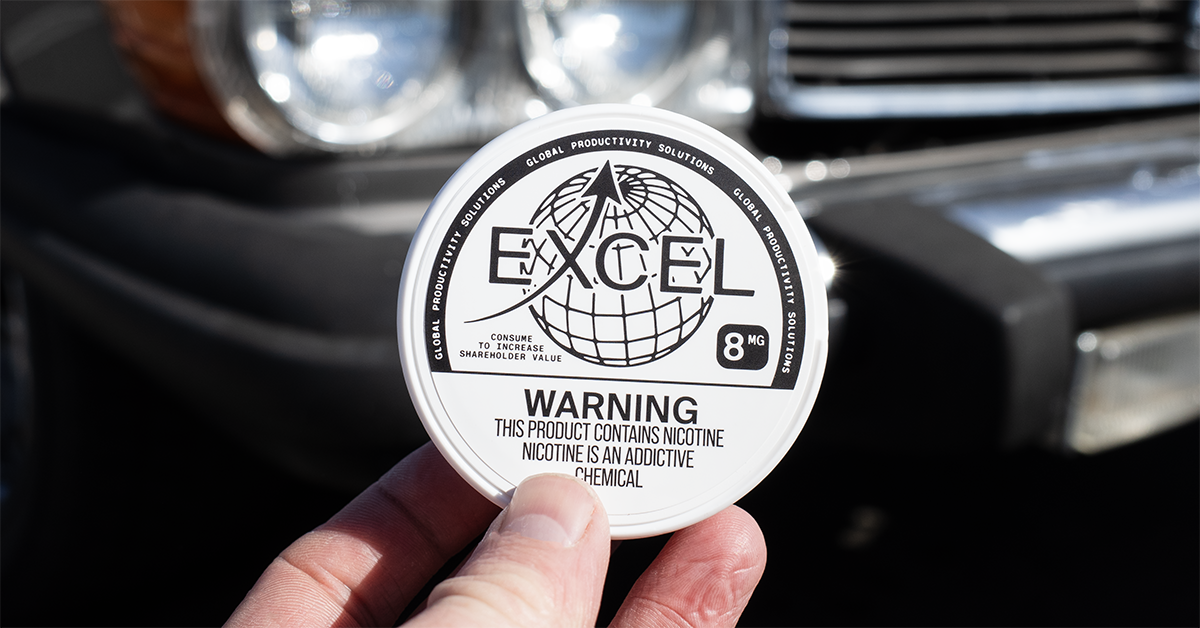 GLOBAL PRODUCTIVITY SOLUTIONS GLOBAL PRODUCTIVITY SOLUTIONS GLOBAL PRODUCTIVITY SOLUTIONS
EXCEL
CONSUME
TO INCREASE
SHAREHOLDER VALUE
8 MG
WARNING
THIS PRODUCT CONTAINS NICOTINE
NICOTINE IS AN ADDICTIVE
CHEMICAL